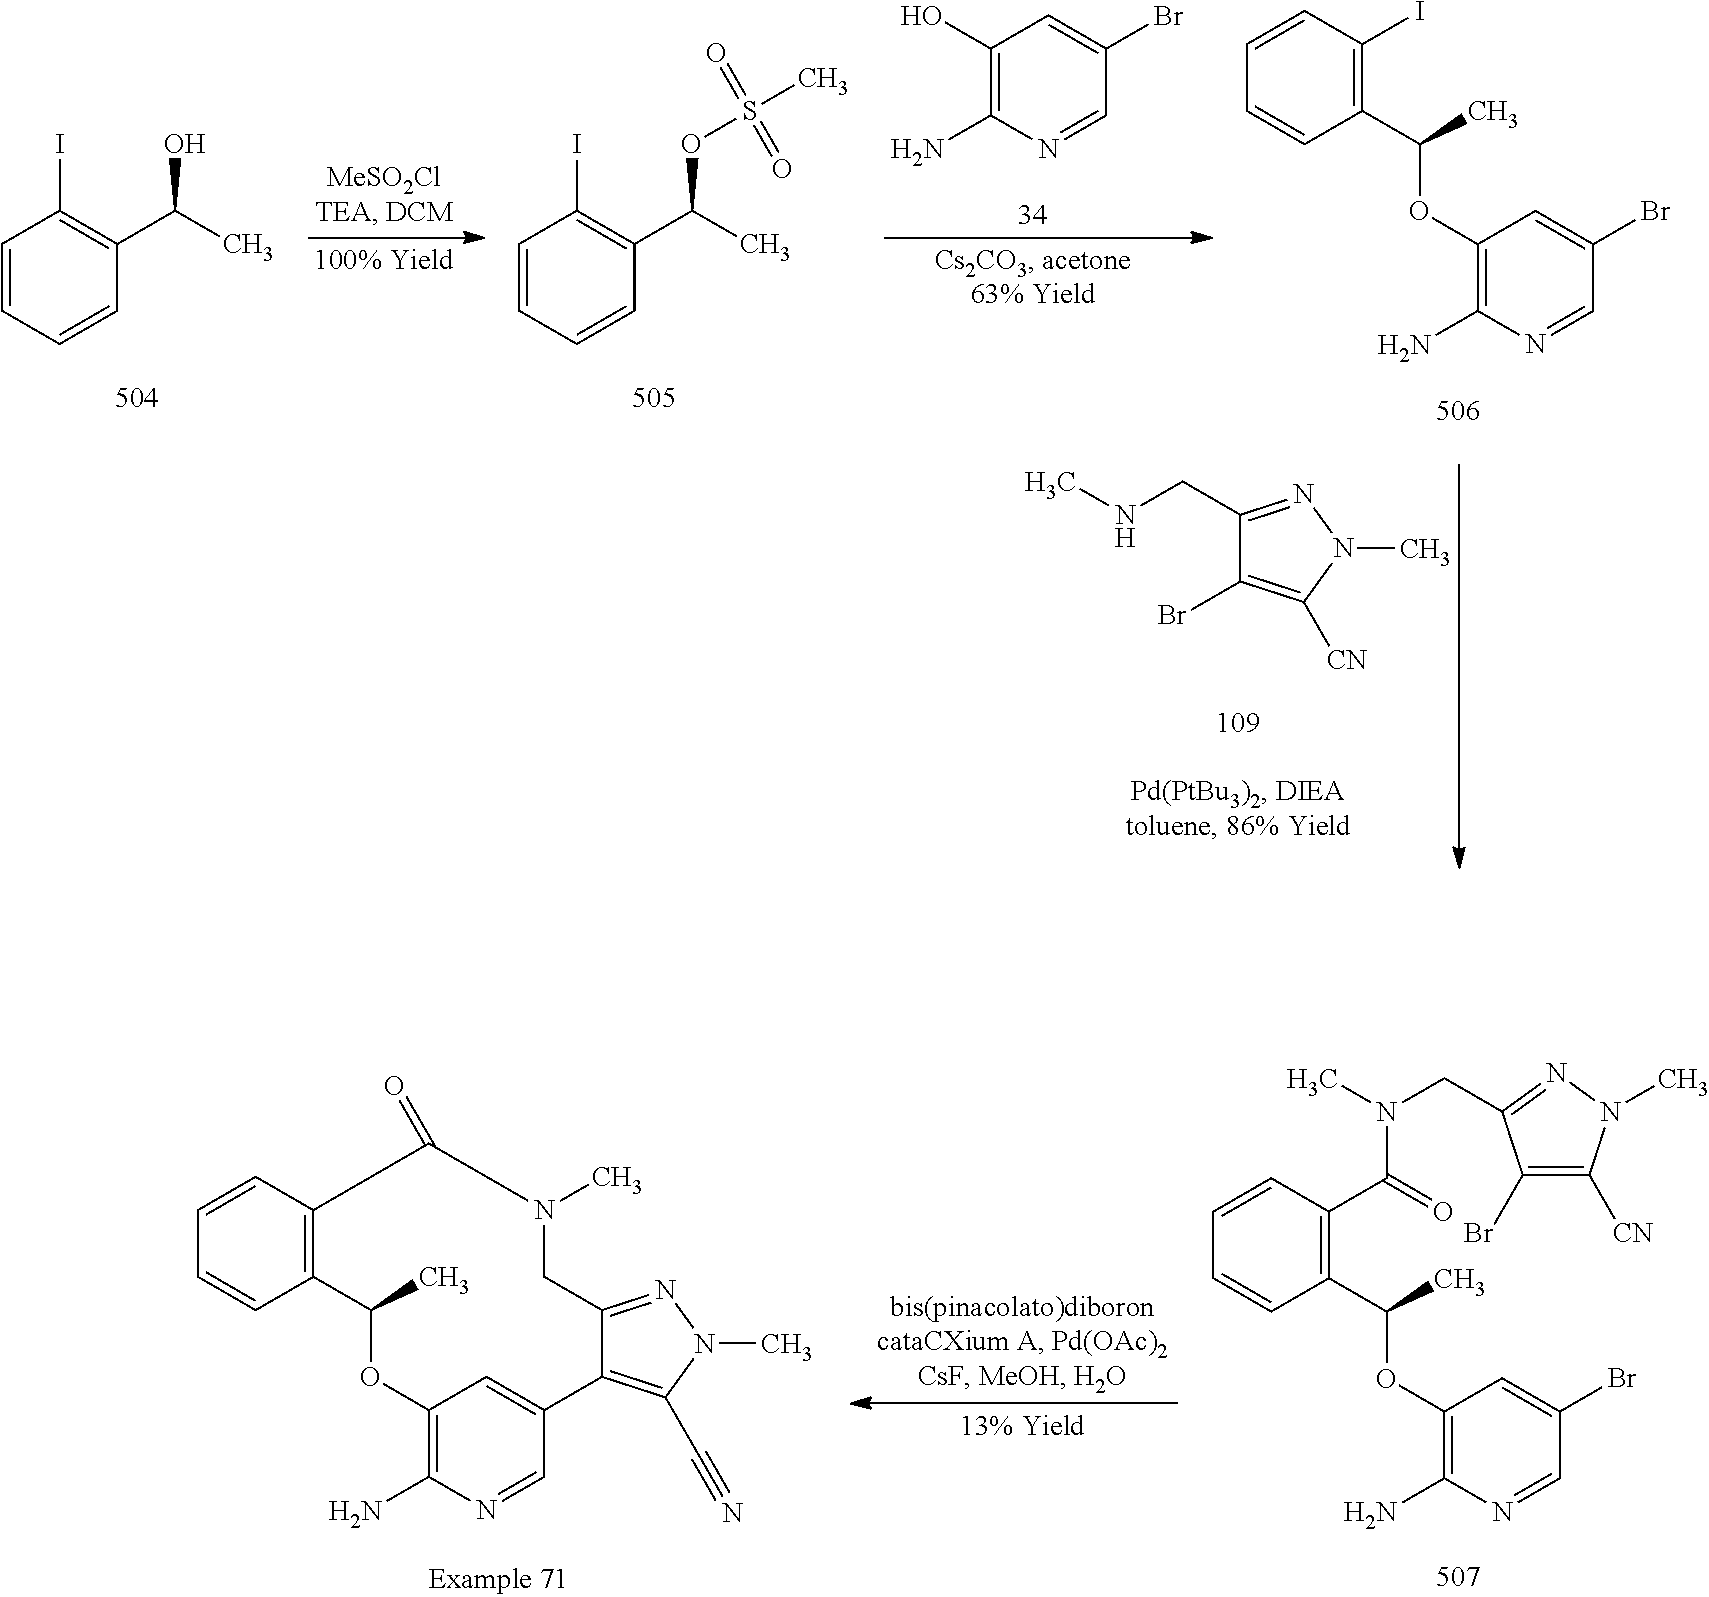 I
OH
CH3
504
MeSO2Cl
TEA, DCM
100% Yield
I
O
S
O
O
CH3
CH3
505
HO
Br
H2N
N
34
Cs2CO3, acetone
63% Yield
I
CH3
O
Br
H2N
N
506
H3C
N
H
N
N
CH3
Br
CN
109
Pd(PtBu3)2, DIEA
toluene, 86% Yield
H3C
N
N
N
CH3
O
Br
CN
CH3
O
Br
H2N
N
507
bis(pinacolato)diboron
cataCXium A, Pd(OAc)2
CsF, MeOH, H2O
13% Yield
O
N
CH3
CH3
N
N
CH3
O
H2N
N
N
Example 71